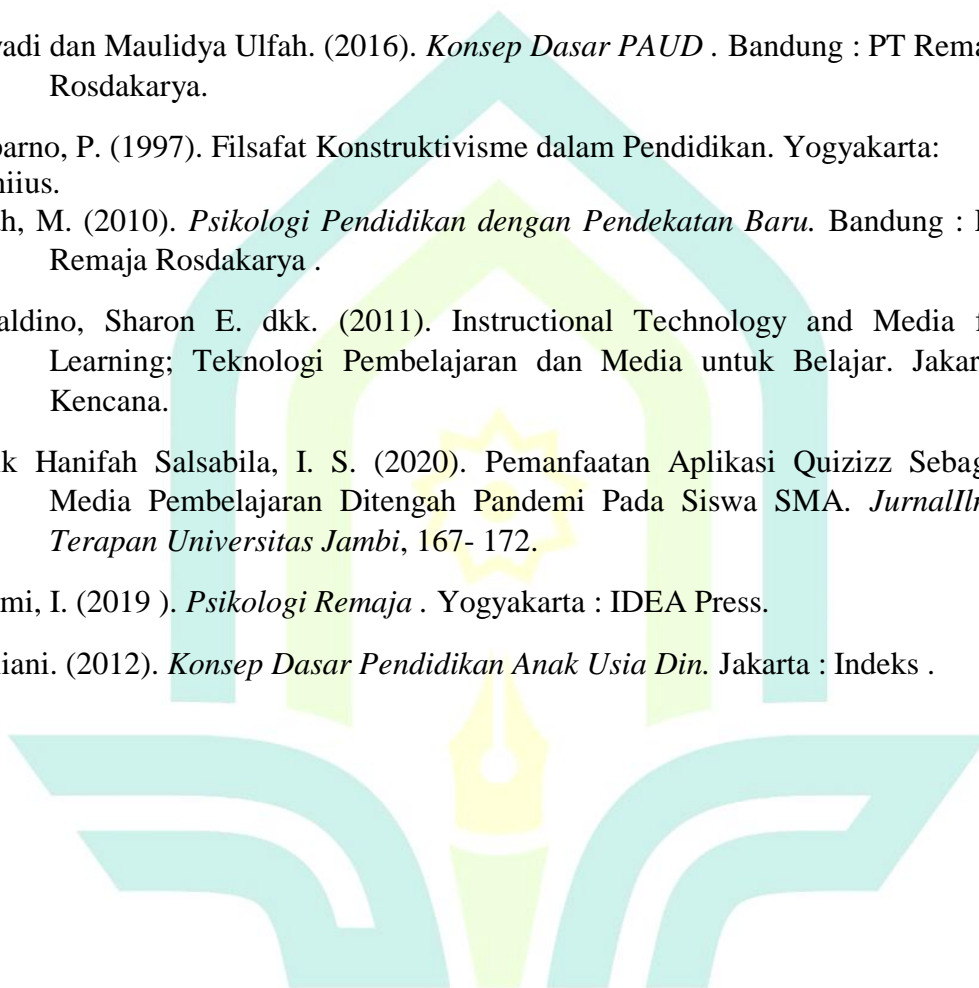 yadi dan Maulidya Ulfah. (2016). Konsep Dasar PAUD . Bandung : PT Rema
Rosdakarya.
parno, P. (1997). Filsafat Konstruktivisme dalam Pendidikan. Yogyakarta:
niius.
ah, M. (2010). Psikologi Pendidikan dengan Pendekatan Baru. Bandung :
Remaja Rosdakarya .
aldino, Sharon E. dkk. (2011). Instructional Technology and Media f
Learning; Teknologi Pembelajaran dan Media untuk Belajar. Jakar
Kencana.
ik Hanifah Salsabila, I. S. (2020). Pemanfaatan Aplikasi Quizizz Sebag
Media Pembelajaran Ditengah Pandemi Pada Siswa SMA. JurnalIlm
Terapan Universitas Jambi, 167- 172.
mi, I. (2019 ). Psikologi Remaja . Yogyakarta : IDEA Press.
liani. (2012). Konsep Dasar Pendidikan Anak Usia Din. Jakarta : Indeks .